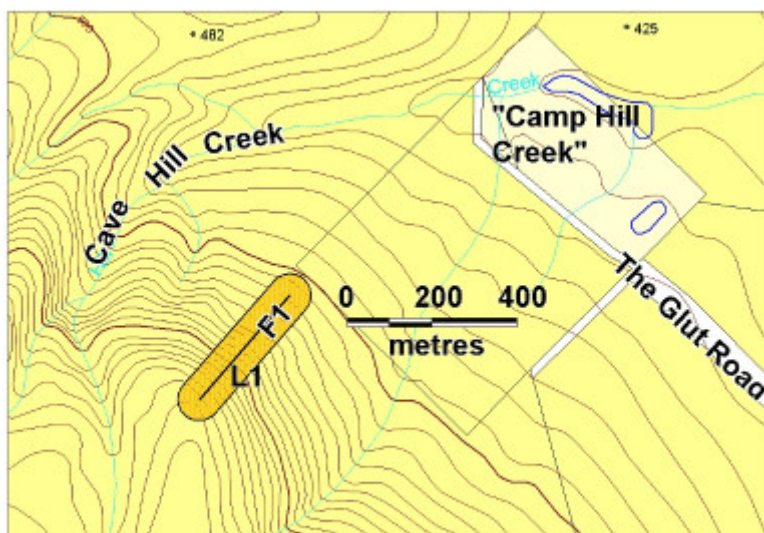 482
425
Creek
"Camp Hill
Creek"
Cave Hill Creek
0 200 400
metres
F1
L1
The Glut Road